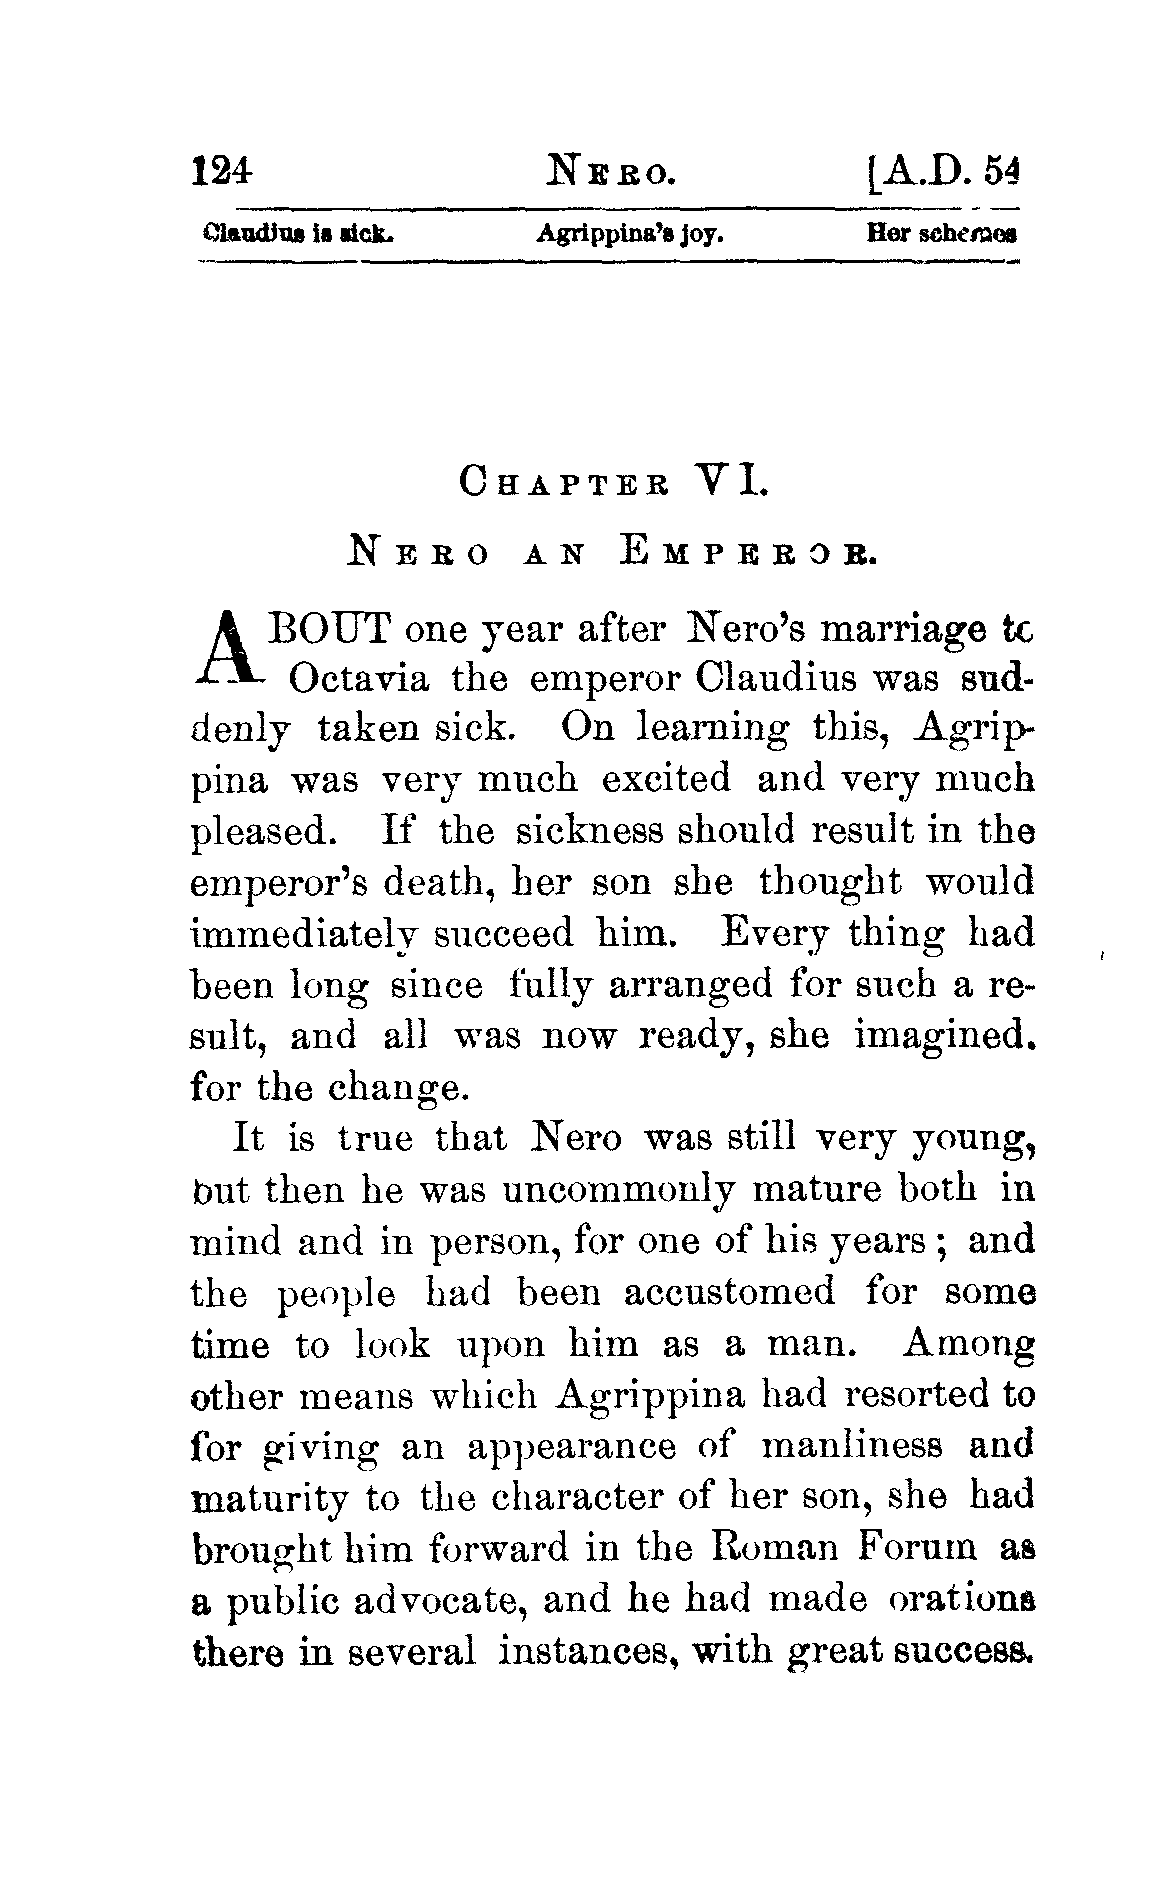 124 NERO. [A.D. 54
Claudius is sick. Agrippina's joy. Her schemes
CHAPTER VI.
NERO AN EMPEROR.
ABOUT one year after Nero's marriage to
Octavia the emperor Claudius was sud-
denly taken sick. On learning this, Agrip-
pina was very much excited and very much
pleased. If the sickness should result in the
emperor's death, her son she thought would
immediately succeed him. Every thing had
been long since fully arranged for such a re-
sult, and all was now ready, she imagined.
for the change.
It is true that Nero was still very young,
but then he was uncommonly mature both in
mind and in person, for one of his years; and
the people had been accustomed for some
time to look upon him as a man. Among
other means which Agrippina had resorted to
for giving an appearance of manliness and
maturity to the character of her son, she had
brought him forward in the Roman Forum as
a public advocate, and he had made orations
there in several instances, with great success.